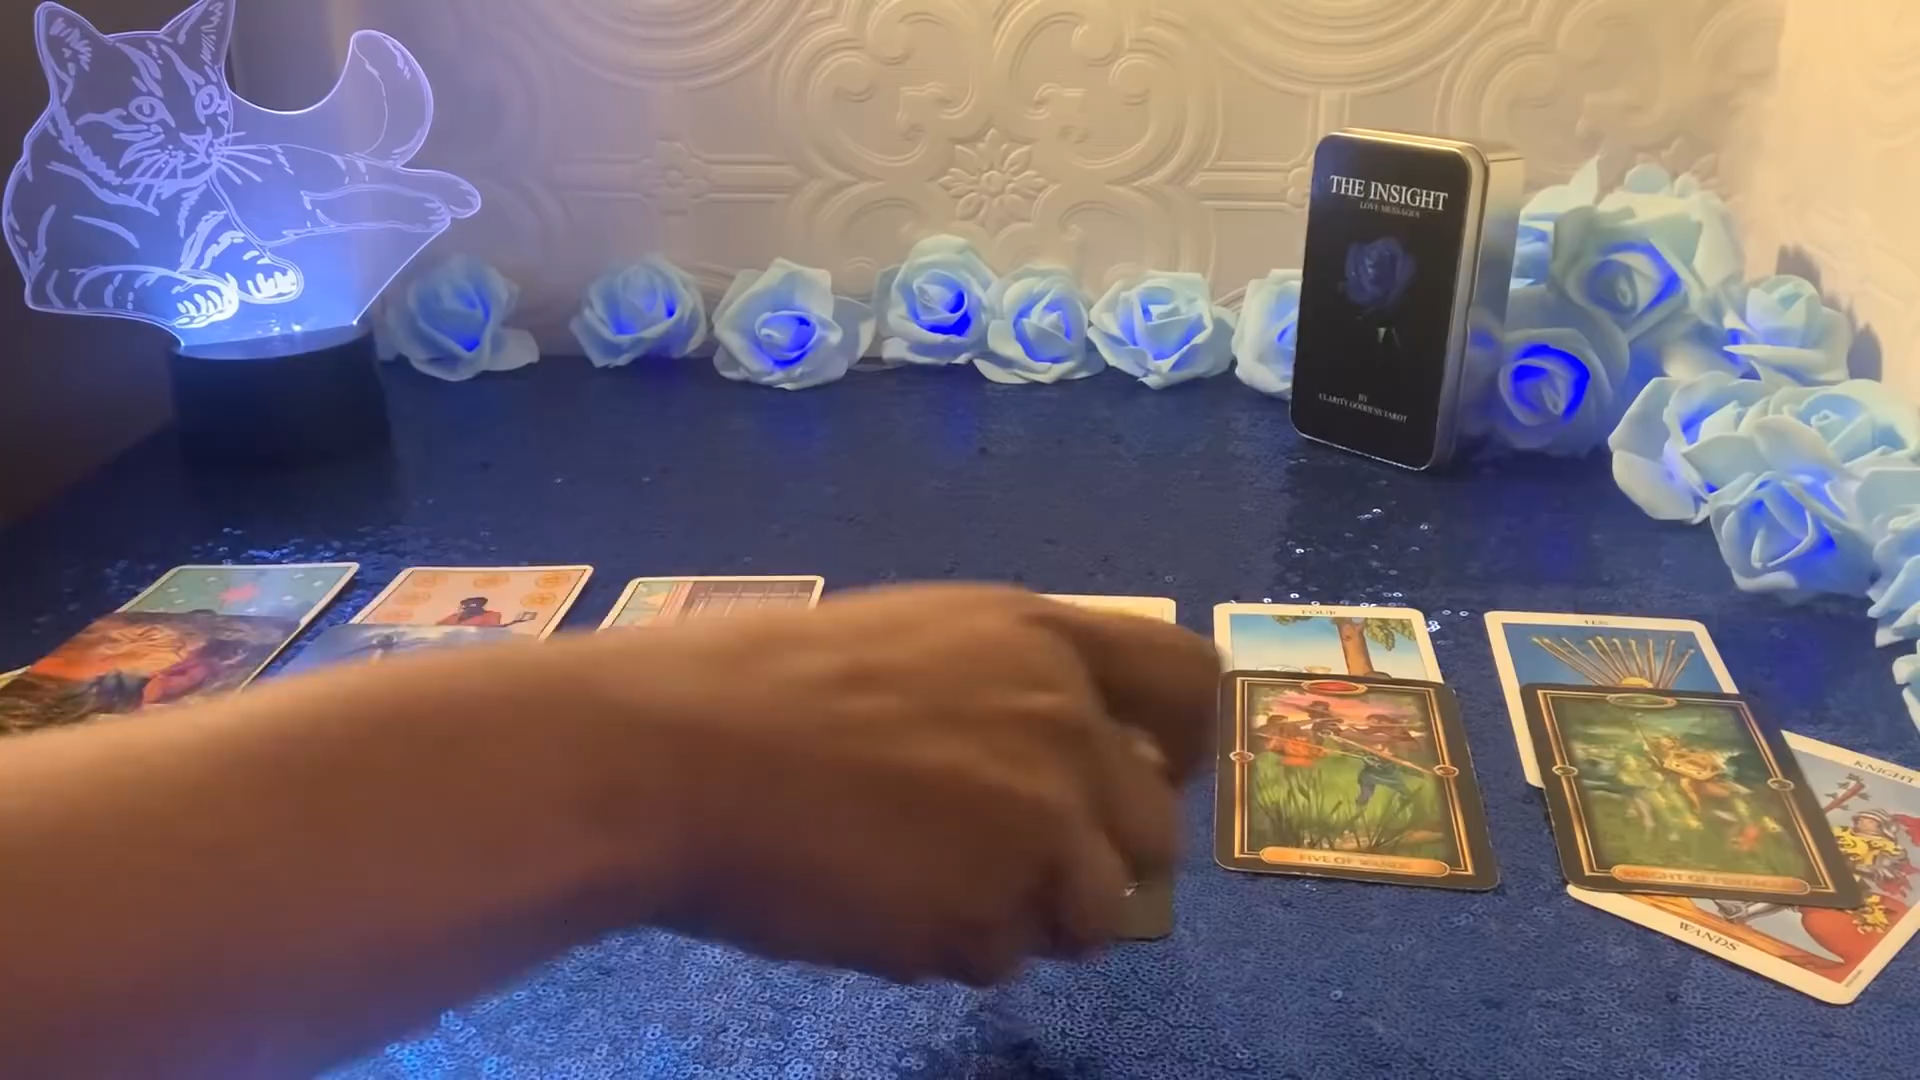 THE INSIGHT
LOVE MESSAGES
BY
CLARITY GODDESS TAROT
FOUR
TEN
FIVE OF WANDS
KNIGHT OF PENTACLES
KNIGHT
WANDS